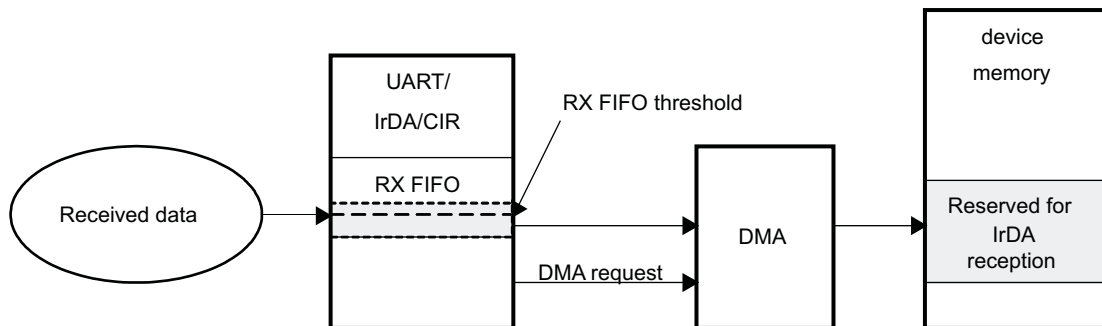 device
memory
UART/
IrDA/CIR
RX FIFO threshold
RX FIFO
Received data
DMA
Reserved for
IrDA
reception
DMA request